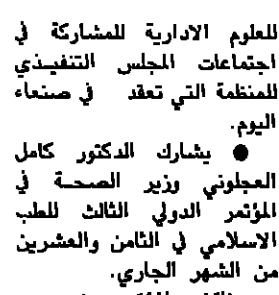 للعلوم الادارية للمشاركة في
اجتماعات المجلس التنفيذي
للمنظمة التي تعقد في صنعاء
اليوم.
● يشارك الدكتور كامل
العجلوني وزير الصحة في
المؤتمر الدولي الثالث للطب
الاسلامي في الثامن والعشرين
من الشهر الجاري.